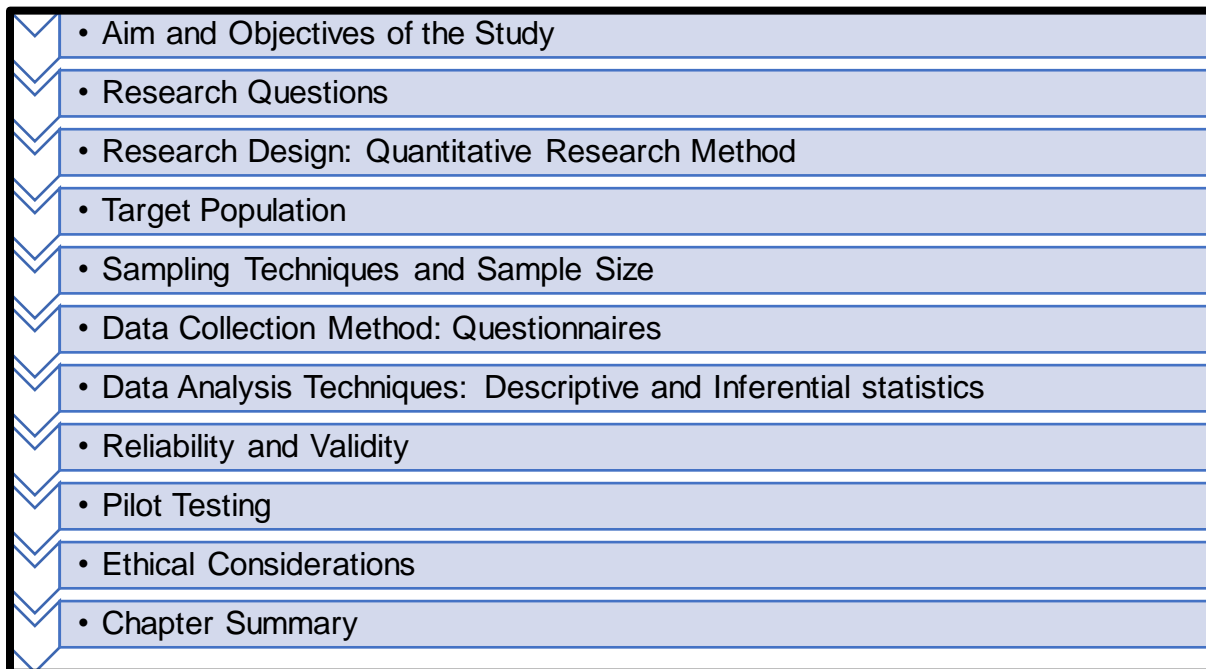 • Aim and Objectives of the Study
• Research Questions
• Research Design: Quantitative Research Method
• Target Population
• Sampling Techniques and Sample Size
• Data Collection Method: Questionnaires
• Data Analysis Techniques: Descriptive and Inferential statistics
• Reliability and Validity
• Pilot Testing
• Ethical Considerations
• Chapter Summary